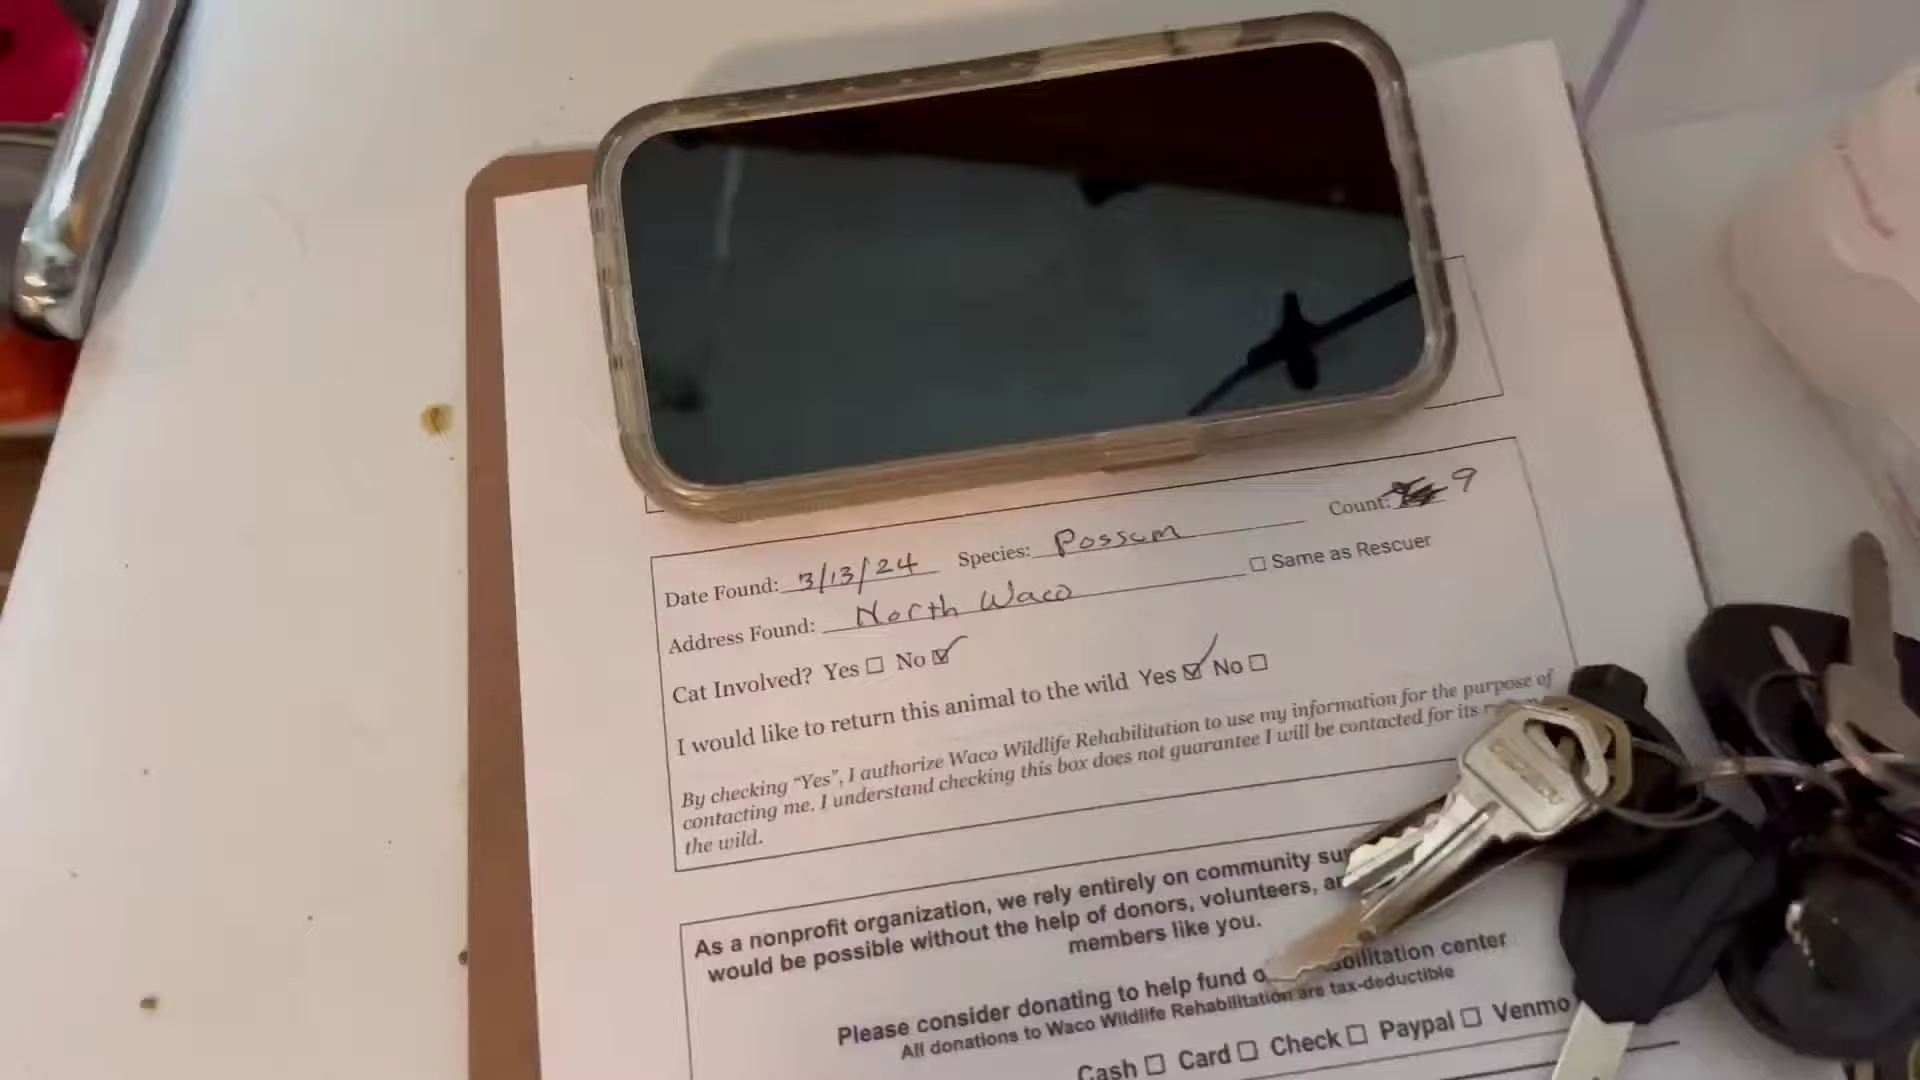 Date Found: 3/13/24 Species: Possum Count: 9
Address Found: North Waco ☐ Same as Rescuer
Cat Involved? Yes ☐ No ☑
I would like to return this animal to the wild Yes ☑ No ☐
By checking "Yes", I authorize Waco Wildlife Rehabilitation to use my information for the purpose of
contacting me. I understand checking this box does not guarantee I will be contacted for its
the wild.
As a nonprofit organization, we rely entirely on community
would be possible without the help of donors, volunteers,
members like you.
Please consider donating to help fund center
All donations to Waco Wildlife Rehabilitation are tax-deductible
Cash ☐ Card ☐ Check ☐ Paypal ☐ Venmo